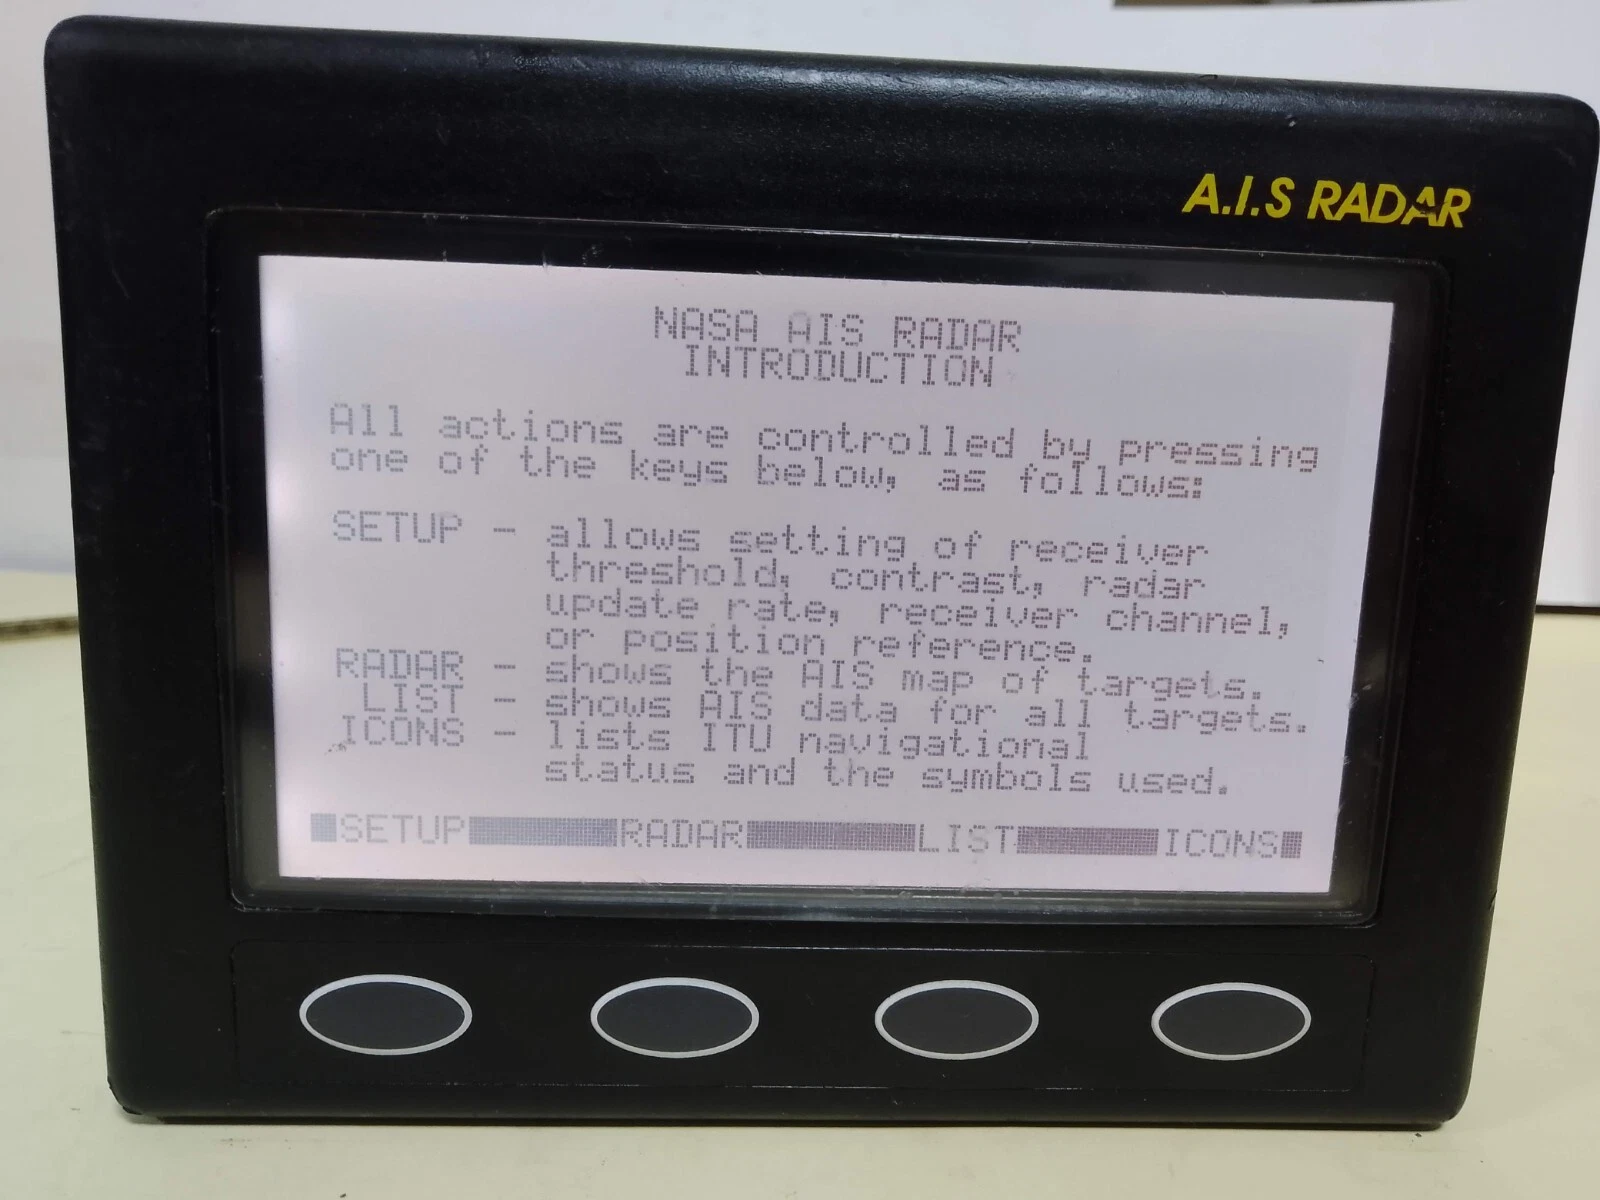 A.I.S RADAR
NASA AIS RADAR
INTRODUCTION
All actions are controlled by pressing
one of the keys below, as follows:
SETUP - allows setting of receiver
threshold, contrast, radar
update rate, receiver channel,
or position reference.
RADAR - shows the AIS map of targets.
LIST - shows AIS data for all targets.
ICONS - lists ITU navigational
status and the symbols used.
SETUP RADAR LIST ICONS